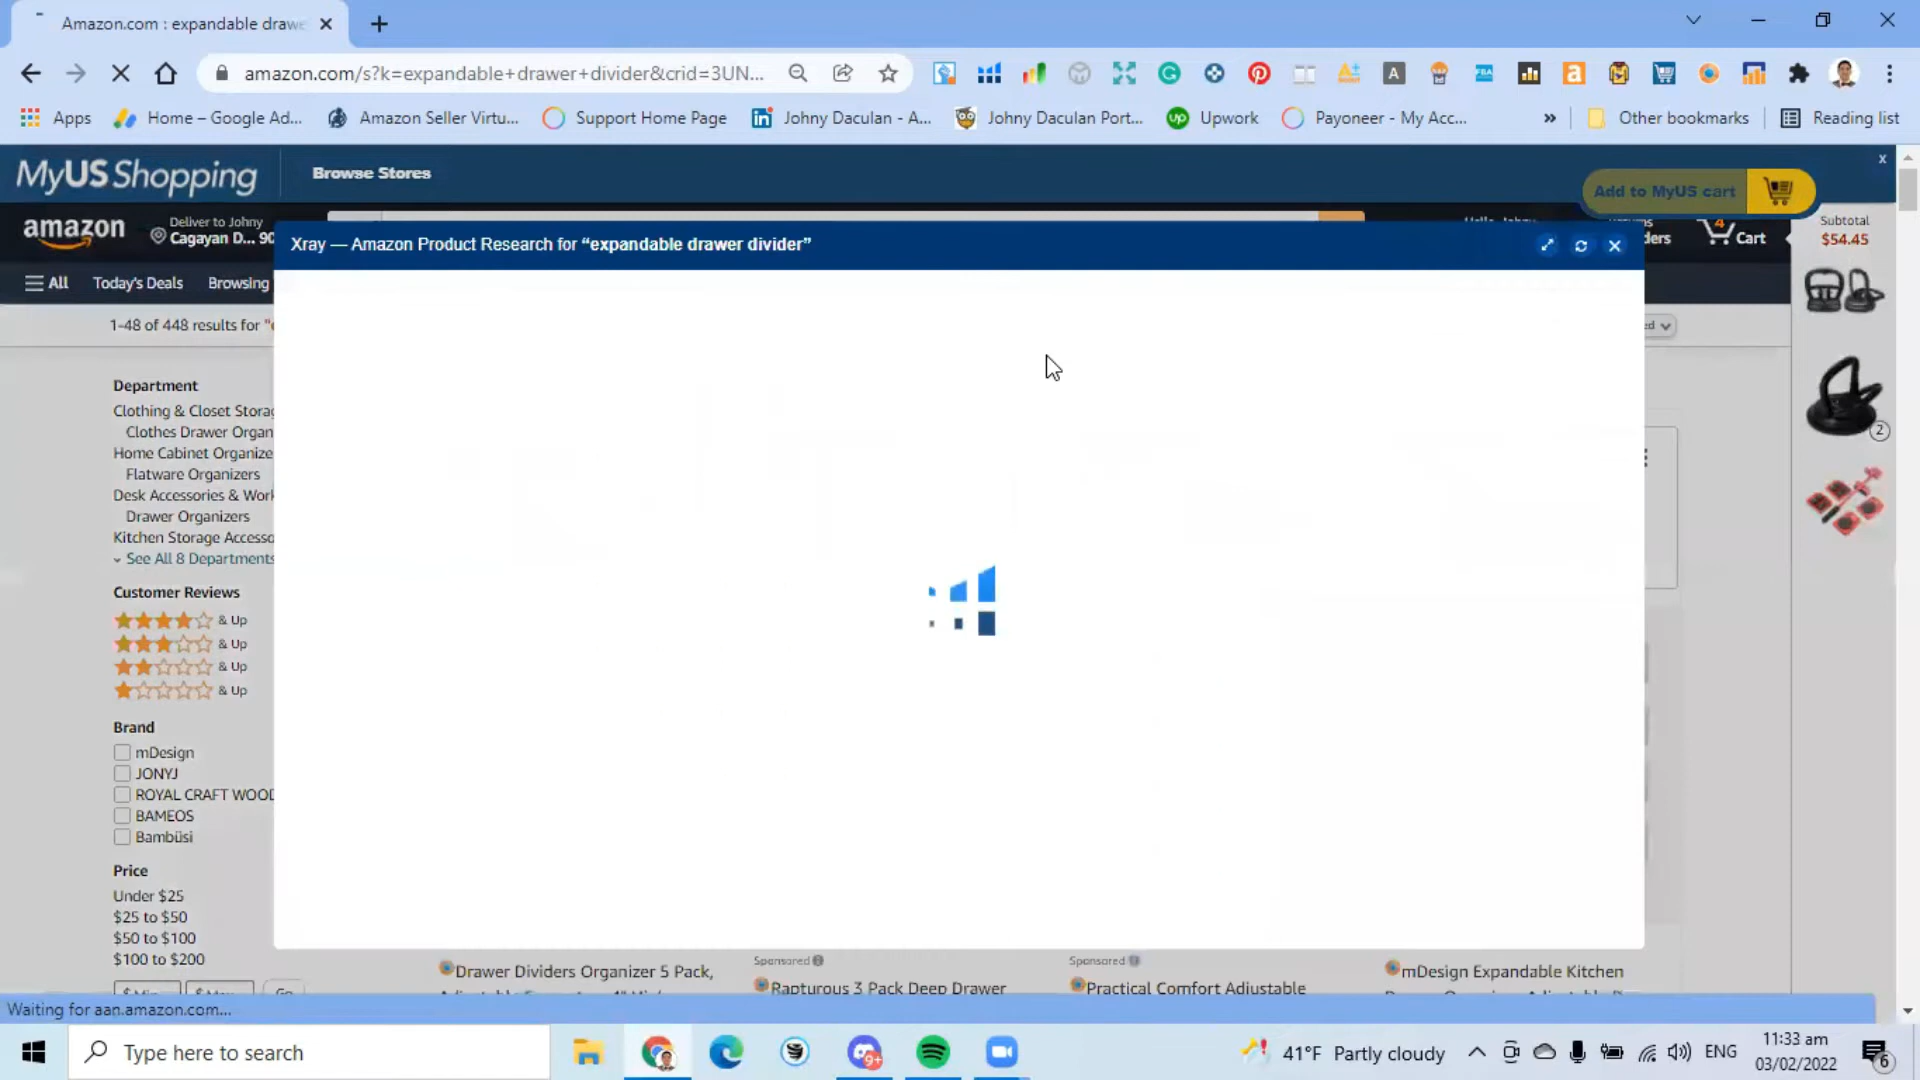 Amazon.com : expandable drawe
amazon.com/s?k=expandable+drawer+divider&crid=3UN...
Apps
Home – Google Ad...
Amazon Seller Virtu...
Support Home Page
Johny Daculan - A...
Johny Daculan Port...
Upwork
Payoneer - My Acc...
»
Other bookmarks
Reading list
MyUS Shopping
Browse Stores
x
Add to MyUS cart
amazon
Deliver to Johny
Cagayan D... 90
Cart
4
Subtotal
$54.45
Xray — Amazon Product Research for “expandable drawer divider”
All
Today's Deals
Browsing
1-48 of 448 results for
Department
Clothing & Closet Storag
Clothes Drawer Organ
Home Cabinet Organize
Flatware Organizers
Desk Accessories & Work
Drawer Organizers
Kitchen Storage Accesso
See All 8 Departments
2
Customer Reviews
& Up
& Up
& Up
& Up
Brand
mDesign
JONYJ
ROYAL CRAFT WOOD
BAMEOS
Bambüsi
Price
Under $25
$25 to $50
$50 to $100
$100 to $200
Drawer Dividers Organizer 5 Pack,
Sponsored
Rapturous 3 Pack Deep Drawer
Sponsored
Practical Comfort Adjustable
mDesign Expandable Kitchen
Waiting for aan.amazon.com...
Type here to search
9+
41°F Partly cloudy
ENG
11:33 am
03/02/2022
6